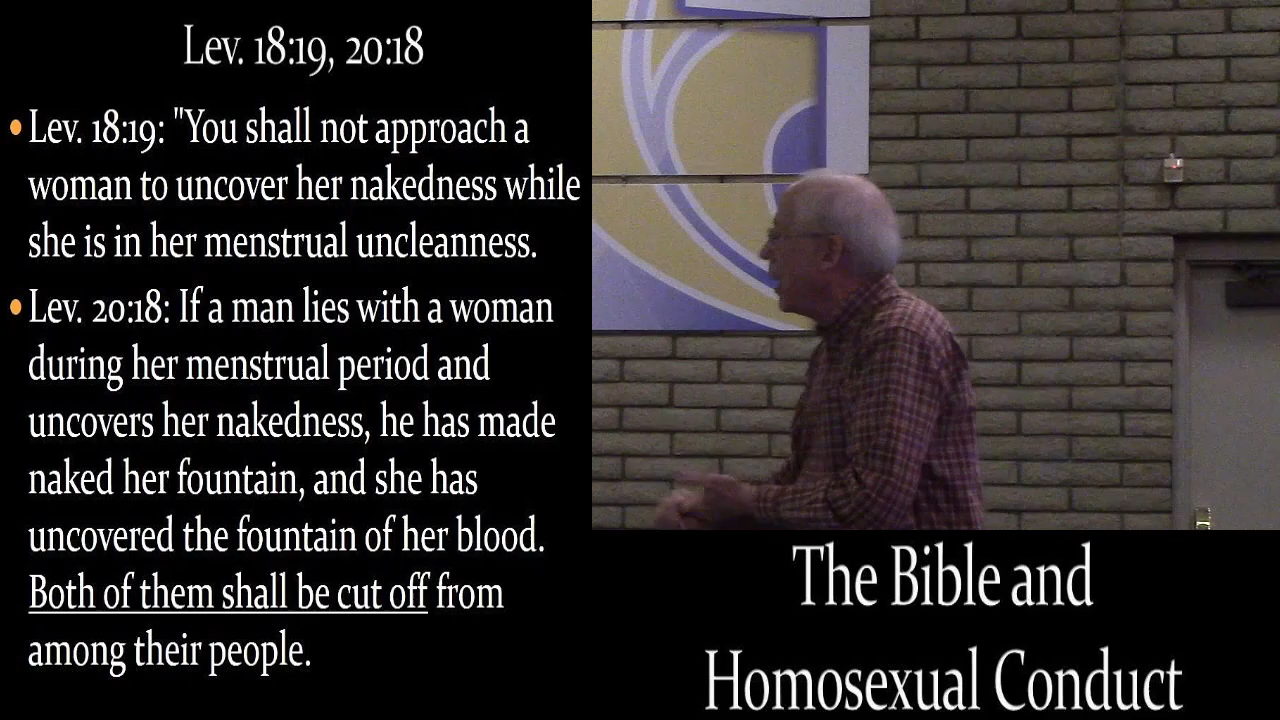 Lev. 18:19, 20:18
•Lev. 18:19: "You shall not approach a
woman to uncover her nakedness while
she is in her menstrual uncleanness.
•Lev. 20:18: If a man lies with a woman
during her menstrual period and
uncovers her nakedness, he has made
naked her fountain, and she has
uncovered the fountain of her blood.
Both of them shall be cut off from
among their people.
The Bible and
Homosexual Conduct